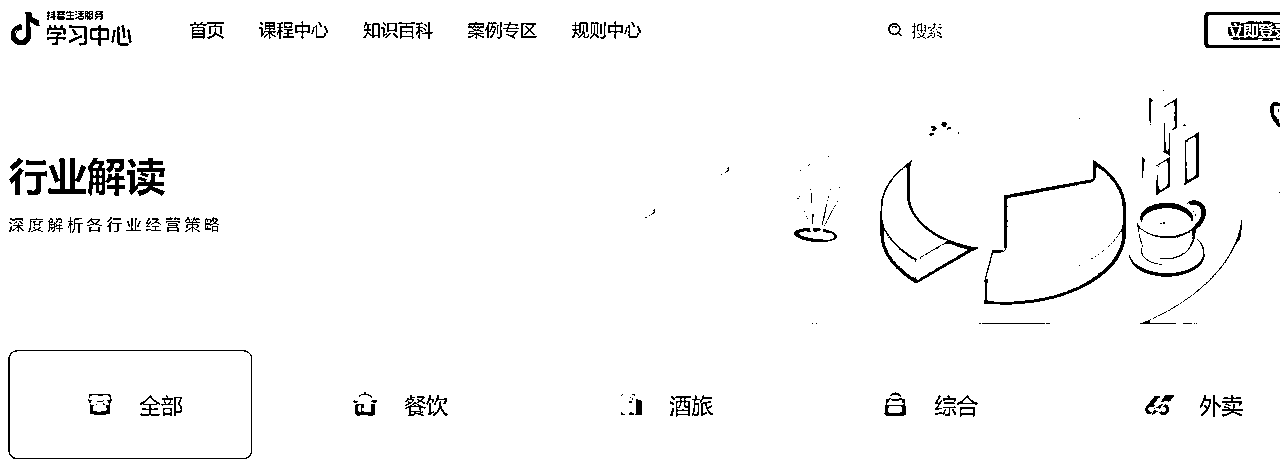 抖音生活服务
学习中心
首页 课程中心 知识百科 案例专区 规则中心 搜索 立即登录
行业解读
深度解析各行业经营策略
全部 餐饮 酒旅 综合 外卖